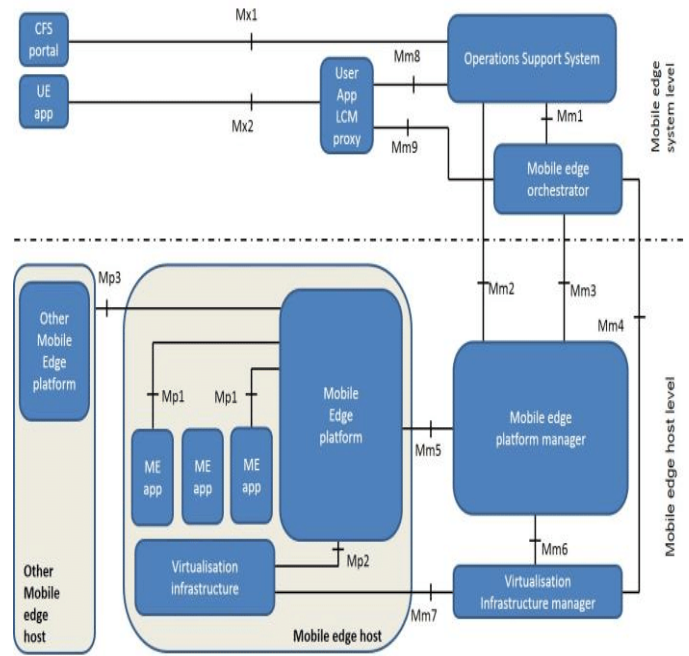 CFS
portal
Mx1
Operations Support System
UE
app
Mx2
User
App
LCM
proxy
Mm8
Mm9
Mm1
Mobile edge
orchestrator
Mobile edge
system level
Mp3
Mm2
Mm3
Mm4
Other
Mobile
Edge
platform
Mp1
Mp1
Mobile
Edge
platform
Mobile edge
platform manager
Mm5
ME
app
ME
app
ME
app
Mobile edge host level
Mp2
Mm6
Virtualisation
infrastructure
Mm7
Virtualisation
Infrastructure manager
Other
Mobile
edge
host
Mobile edge host